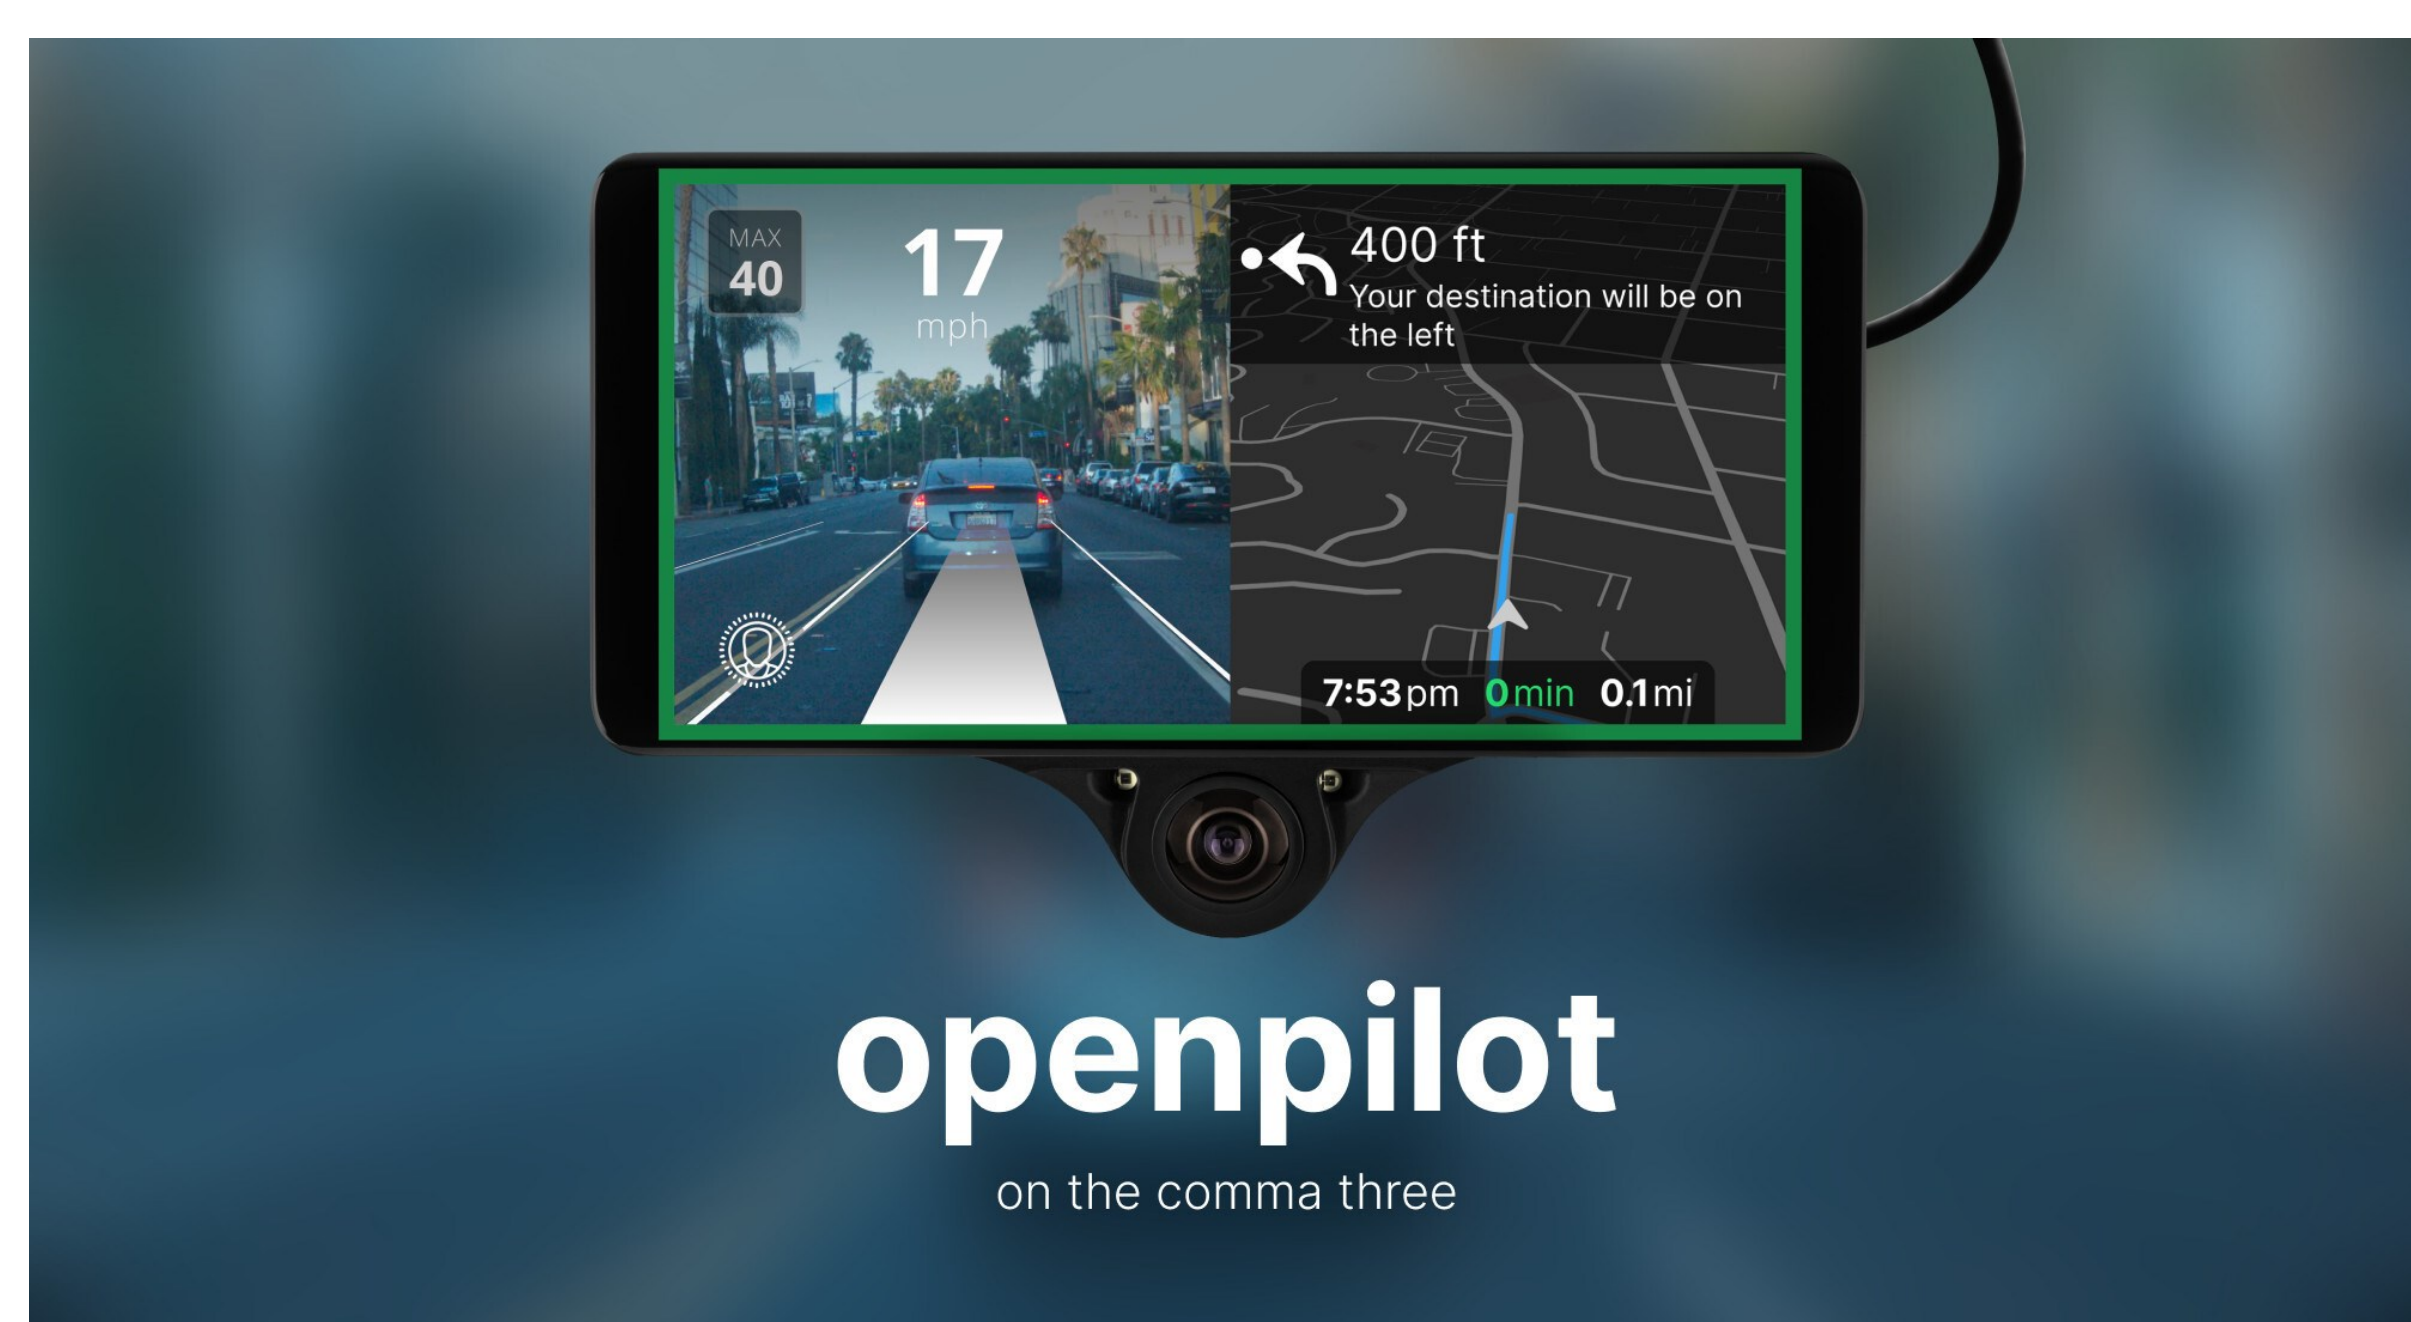 MAX
40
17
mph
400 ft
Your destination will be on
the left
7:53pm 0min 0.1mi
openpilot
on the comma three